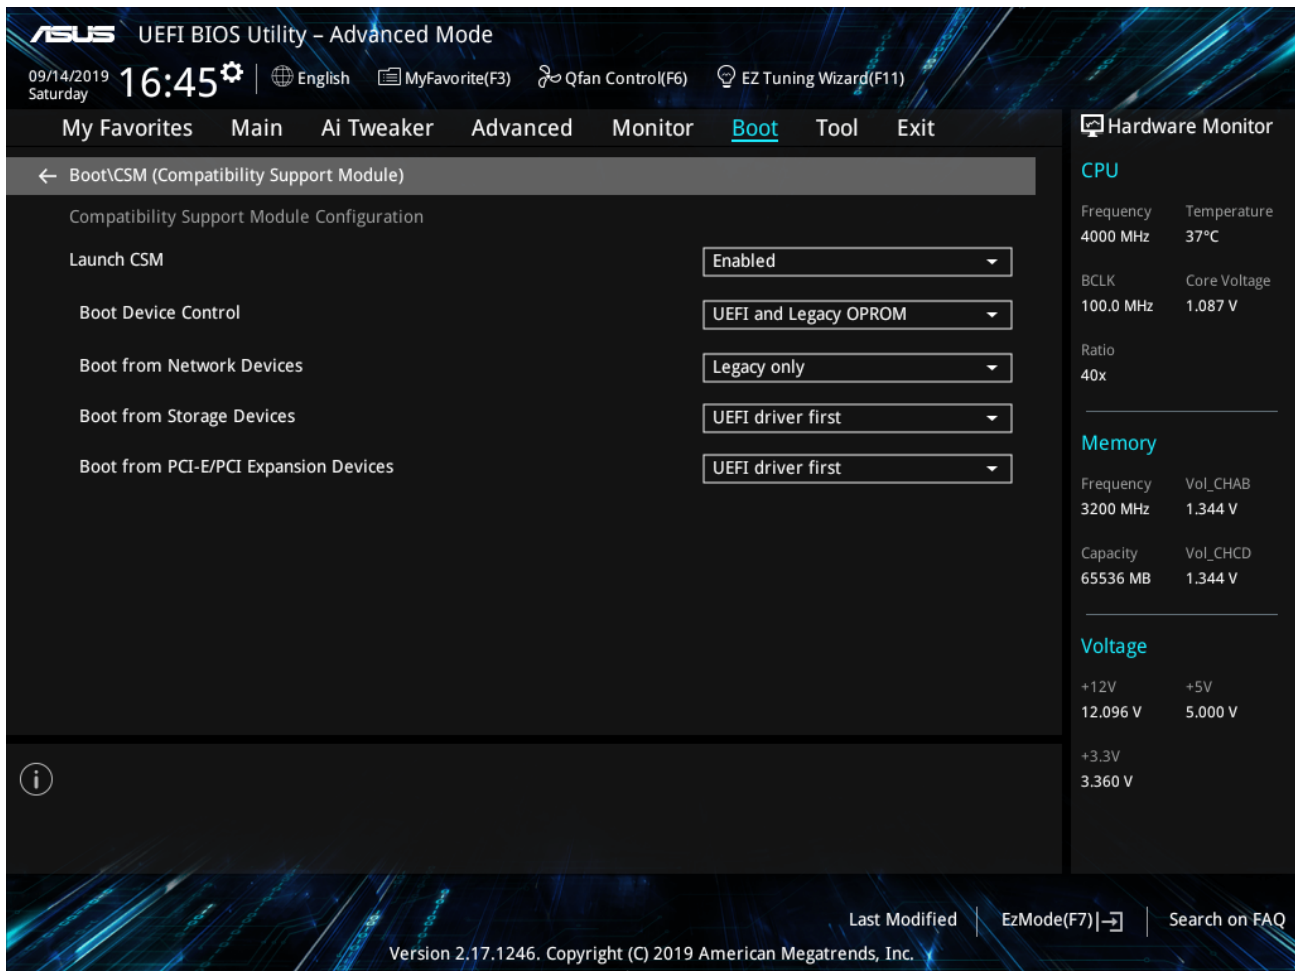 ASUS UEFI BIOS Utility – Advanced Mode
09/14/2019 Saturday 16:45 English MyFavorite(F3) Qfan Control(F6) EZ Tuning Wizard(F11)
My Favorites Main Ai Tweaker Advanced Monitor Boot Tool Exit
Boot\CSM (Compatibility Support Module)
Compatibility Support Module Configuration
Launch CSM Enabled
Boot Device Control UEFI and Legacy OPROM
Boot from Network Devices Legacy only
Boot from Storage Devices UEFI driver first
Boot from PCI-E/PCI Expansion Devices UEFI driver first
Hardware Monitor
CPU
Frequency Temperature
4000 MHz 37°C
BCLK Core Voltage
100.0 MHz 1.087 V
Ratio
40x
Memory
Frequency Vol_CHAB
3200 MHz 1.344 V
Capacity Vol_CHCD
65536 MB 1.344 V
Voltage
+12V +5V
12.096 V 5.000 V
+3.3V
3.360 V
Last Modified EzMode(F7) Search on FAQ
Version 2.17.1246. Copyright (C) 2019 American Megatrends, Inc.